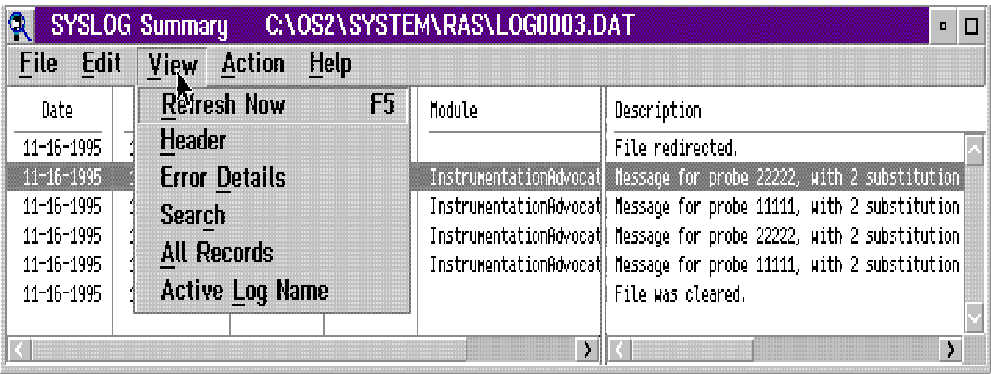 SYSLOG Summary C:\OS2\SYSTEM\RAS\LOG0003.DAT
File Edit View Action Help
Refresh Now F5
Header
Error Details
Search
All Records
Active Log Name
Date Module Description
11-16-1995 File redirected.
11-16-1995 InstrumentationAdvocat Message for probe 22222, with 2 substitution
11-16-1995 InstrumentationAdvocat Message for probe 11111, with 2 substitution
11-16-1995 InstrumentationAdvocat Message for probe 22222, with 2 substitution
11-16-1995 InstrumentationAdvocat Message for probe 11111, with 2 substitution
11-16-1995 File was cleared.